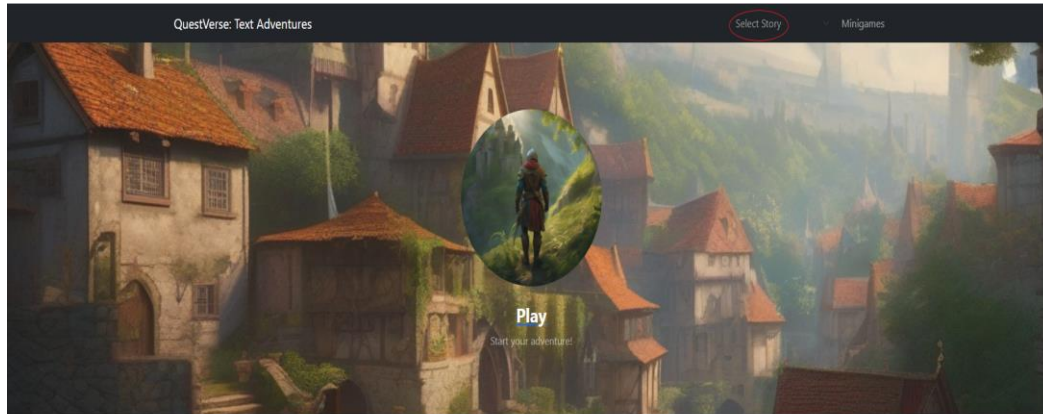 QuestVerse: Text Adventures
Select Story
Minigames
Play
Start your adventure!